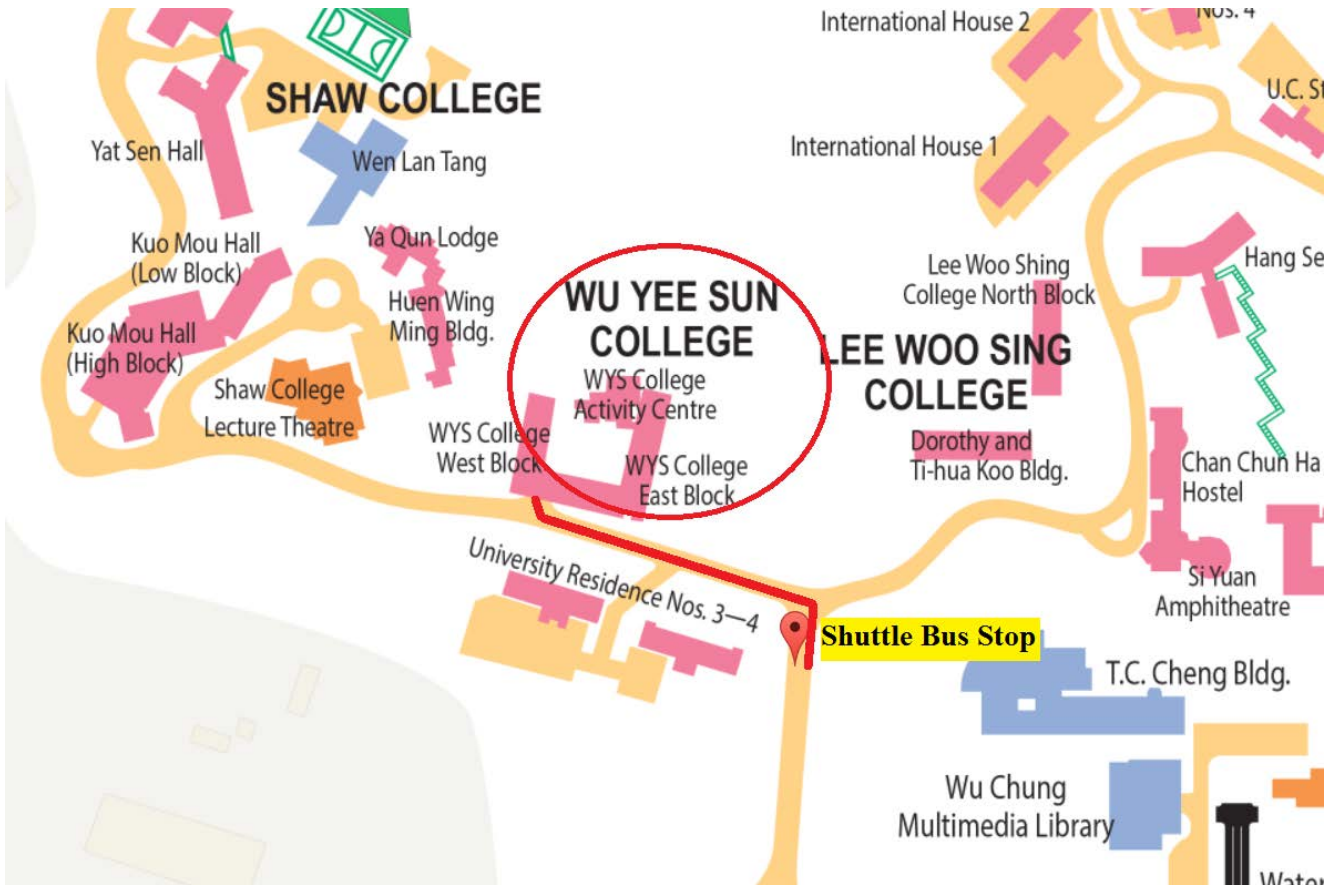 International House 2
Nos. 4
SHAW COLLEGE
U.C. St
Yat Sen Hall
Wen Lan Tang
International House 1
Kuo Mou Hall
(Low Block)
Ya Qun Lodge
Hang Se
Lee Woo Shing
College North Block
Huen Wing
Ming Bldg.
WU YEE SUN
COLLEGE
Kuo Mou Hall
(High Block)
LEE WOO SING
COLLEGE
Shaw College
Lecture Theatre
WYS College
Activity Centre
WYS College
West Block
Dorothy and
Ti-hua Koo Bldg.
WYS College
East Block
Chan Chun Ha
Hostel
University Residence Nos. 3—4
Si Yuan
Amphitheatre
Shuttle Bus Stop
T.C. Cheng Bldg.
Wu Chung
Multimedia Library
Water